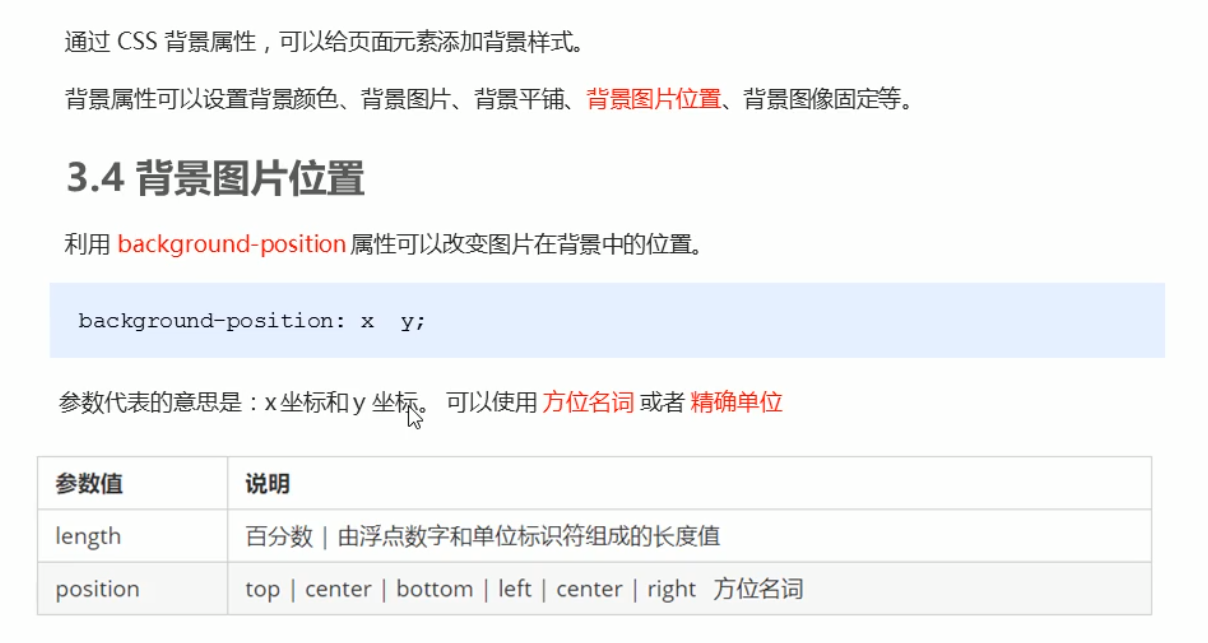 通过 CSS 背景属性，可以给页面元素添加背景样式。
背景属性可以设置背景颜色、背景图片、背景平铺、背景图片位置、背景图像固定等。
3.4 背景图片位置
利用 background-position 属性可以改变图片在背景中的位置。
background-position: x  y;
参数代表的意思是：x 坐标和 y 坐标。 可以使用 方位名词 或者 精确单位
参数值 说明
length 百分数 | 由浮点数字和单位标识符组成的长度值
position top | center | bottom | left | center | right 方位名词